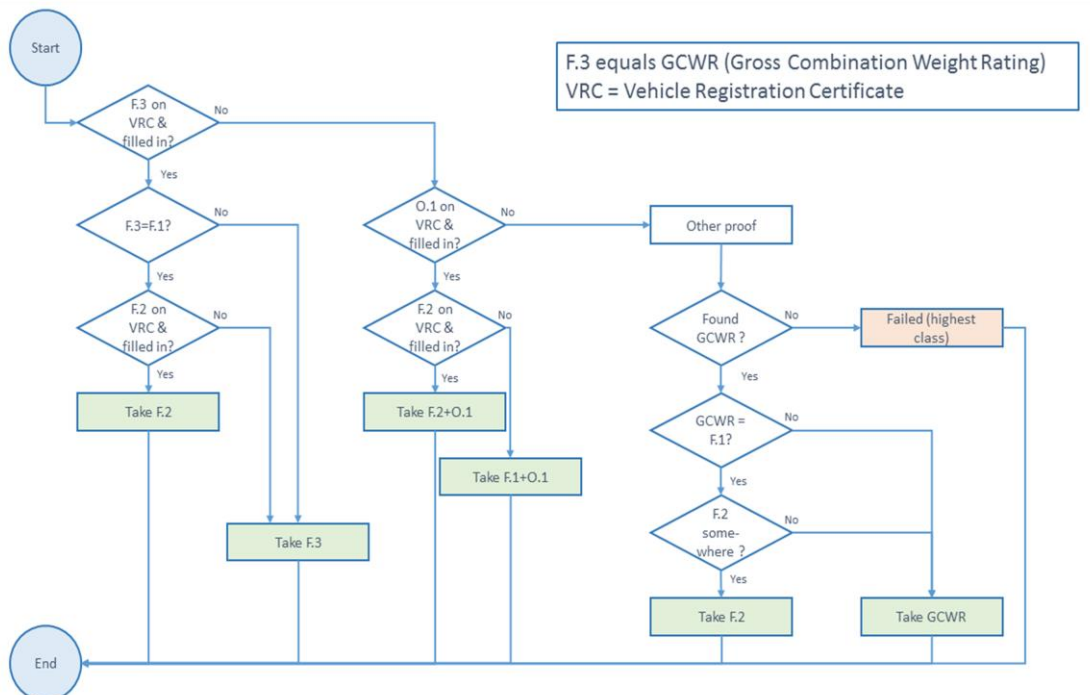 Start
F.3 equals GCWR (Gross Combination Weight Rating)
VRC = Vehicle Registration Certificate
F.3 on
VRC &
filled in?
No
Yes
F.3=F.1?
No
Yes
F.2 on
VRC &
filled in?
No
Yes
Take F.2
Take F.3
O.1 on
VRC &
filled in?
No
Yes
F.2 on
VRC &
filled in?
No
Yes
Take F.2+O.1
Take F.1+O.1
Other proof
Found
GCWR ?
No
Failed (highest
class)
Yes
GCWR =
F.1?
No
Yes
F.2
some-
where ?
No
Yes
Take F.2
Take GCWR
End